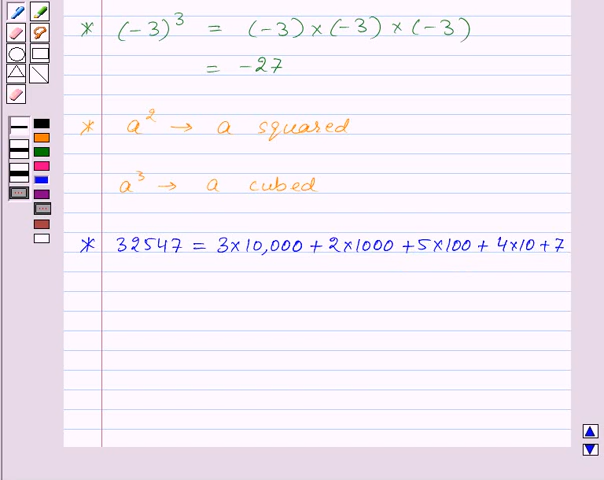 * (-3)³ = (-3) × (-3) × (-3)
= -27
* a² → a squared
a³ → a cubed
* 32547 = 3×10,000 + 2×1000 + 5×100 + 4×10 + 7